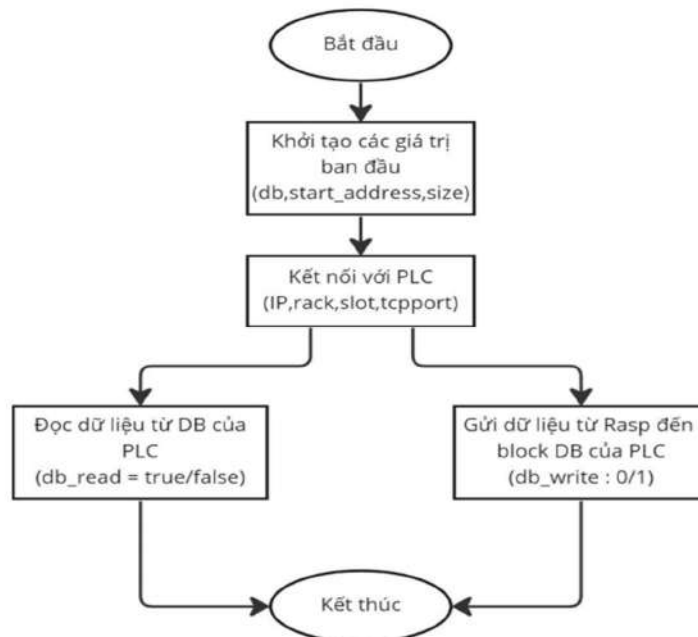 Bắt đầu
Khởi tạo các giá trị
ban đầu
(db,start_address,size)
Kết nối với PLC
(IP,rack,slot,tcpport)
Đọc dữ liệu từ DB của
PLC
(db_read = true/false)
Gửi dữ liệu từ Rasp đến
block DB của PLC
(db_write : 0/1)
Kết thúc